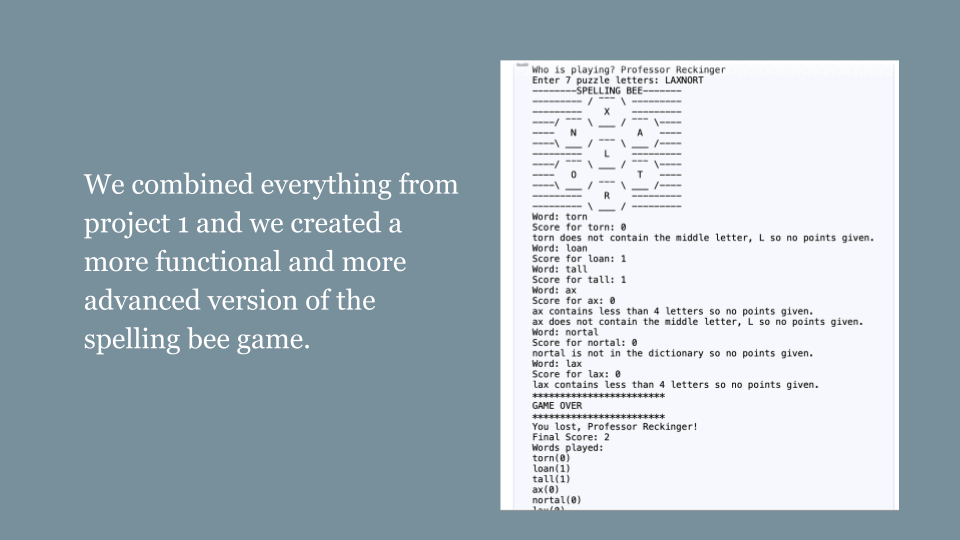 We combined everything from
project 1 and we created a
more functional and more
advanced version of the
spelling bee game.
Who is playing? Professor Reckinger
Enter 7 puzzle letters: LAXNORT
--------SPELLING BEE-------
--------- / ‾‾‾ \ ---------
---------   X   ---------
----/ ‾‾‾ \ ___ / ‾‾‾ \----
----   N           A   ----
----\ ___ / ‾‾‾ \ ___ /----
---------   L   ---------
----/ ‾‾‾ \ ___ / ‾‾‾ \----
----   O           T   ----
----\ ___ / ‾‾‾ \ ___ /----
---------   R   ---------
--------- \ ___ / ---------
Word: torn
Score for torn: 0
torn does not contain the middle letter, L so no points given.
Word: loan
Score for loan: 1
Word: tall
Score for tall: 1
Word: ax
Score for ax: 0
ax contains less than 4 letters so no points given.
ax does not contain the middle letter, L so no points given.
Word: nortal
Score for nortal: 0
nortal is not in the dictionary so no points given.
Word: lax
Score for lax: 0
lax contains less than 4 letters so no points given.
************************
GAME OVER
************************
You lost, Professor Reckinger!
Final Score: 2
Words played:
torn(0)
loan(1)
tall(1)
ax(0)
nortal(0)
lax(0)